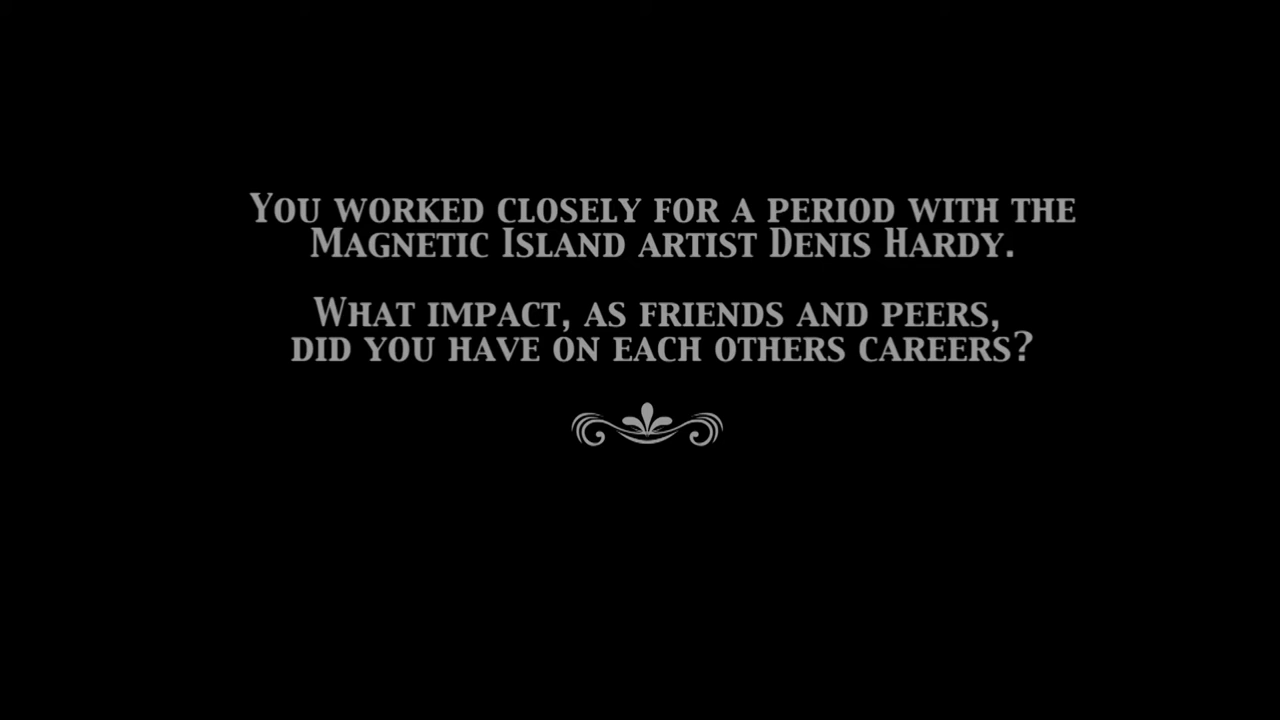 You worked closely for a period with the
Magnetic Island artist Denis Hardy.
What impact, as friends and peers,
did you have on each others careers?